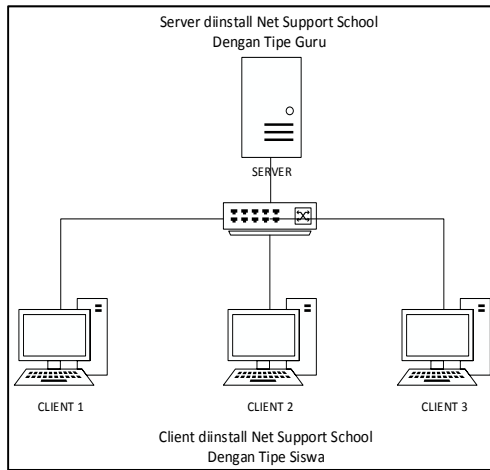 Server diinstall Net Support School
Dengan Tipe Guru
SERVER
CLIENT 1
CLIENT 2
CLIENT 3
Client diinstall Net Support School
Dengan Tipe Siswa